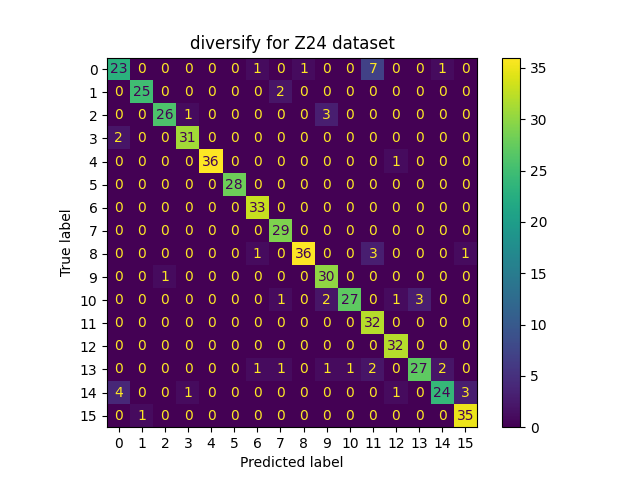 diversify for Z24 dataset
True label
0 23 0 0 0 0 0 1 0 1 0 0 7 0 0 1 0
1 0 25 0 0 0 0 0 2 0 0 0 0 0 0 0 0
2 0 0 26 1 0 0 0 0 0 3 0 0 0 0 0 0
3 2 0 0 31 0 0 0 0 0 0 0 0 0 0 0 0
4 0 0 0 0 36 0 0 0 0 0 0 0 1 0 0 0
5 0 0 0 0 0 28 0 0 0 0 0 0 0 0 0 0
6 0 0 0 0 0 0 33 0 0 0 0 0 0 0 0 0
7 0 0 0 0 0 0 0 29 0 0 0 0 0 0 0 0
8 0 0 0 0 0 0 1 0 36 0 0 3 0 0 0 1
9 0 0 1 0 0 0 0 0 0 30 0 0 0 0 0 0
10 0 0 0 0 0 0 0 1 0 2 27 0 1 3 0 0
11 0 0 0 0 0 0 0 0 0 0 0 32 0 0 0 0
12 0 0 0 0 0 0 0 0 0 0 0 0 32 0 0 0
13 0 0 0 0 0 0 1 1 0 1 1 2 0 27 2 0
14 4 0 0 1 0 0 0 0 0 0 0 0 1 0 24 3
15 0 1 0 0 0 0 0 0 0 0 0 0 0 0 0 35
0 1 2 3 4 5 6 7 8 9 10 11 12 13 14 15
Predicted label
35
30
25
20
15
10
5
0